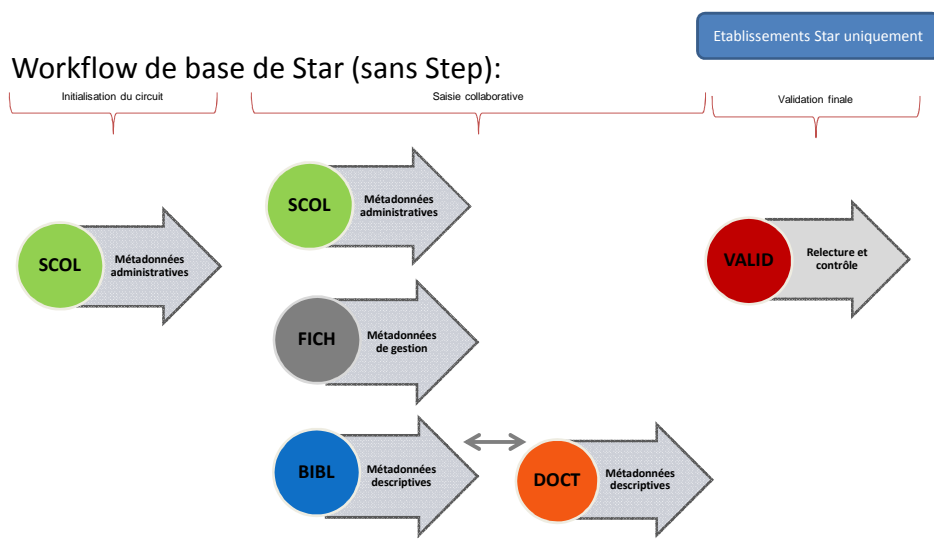 Etablissements Star uniquement
Workflow de base de Star (sans Step):
Initialisation du circuit
Saisie collaborative
Validation finale
SCOL
Métadonnées
administratives
SCOL
Métadonnées
administratives
FICH
Métadonnées
de gestion
BIBL
Métadonnées
descriptives
DOCT
Métadonnées
descriptives
VALID
Relecture et
contrôle